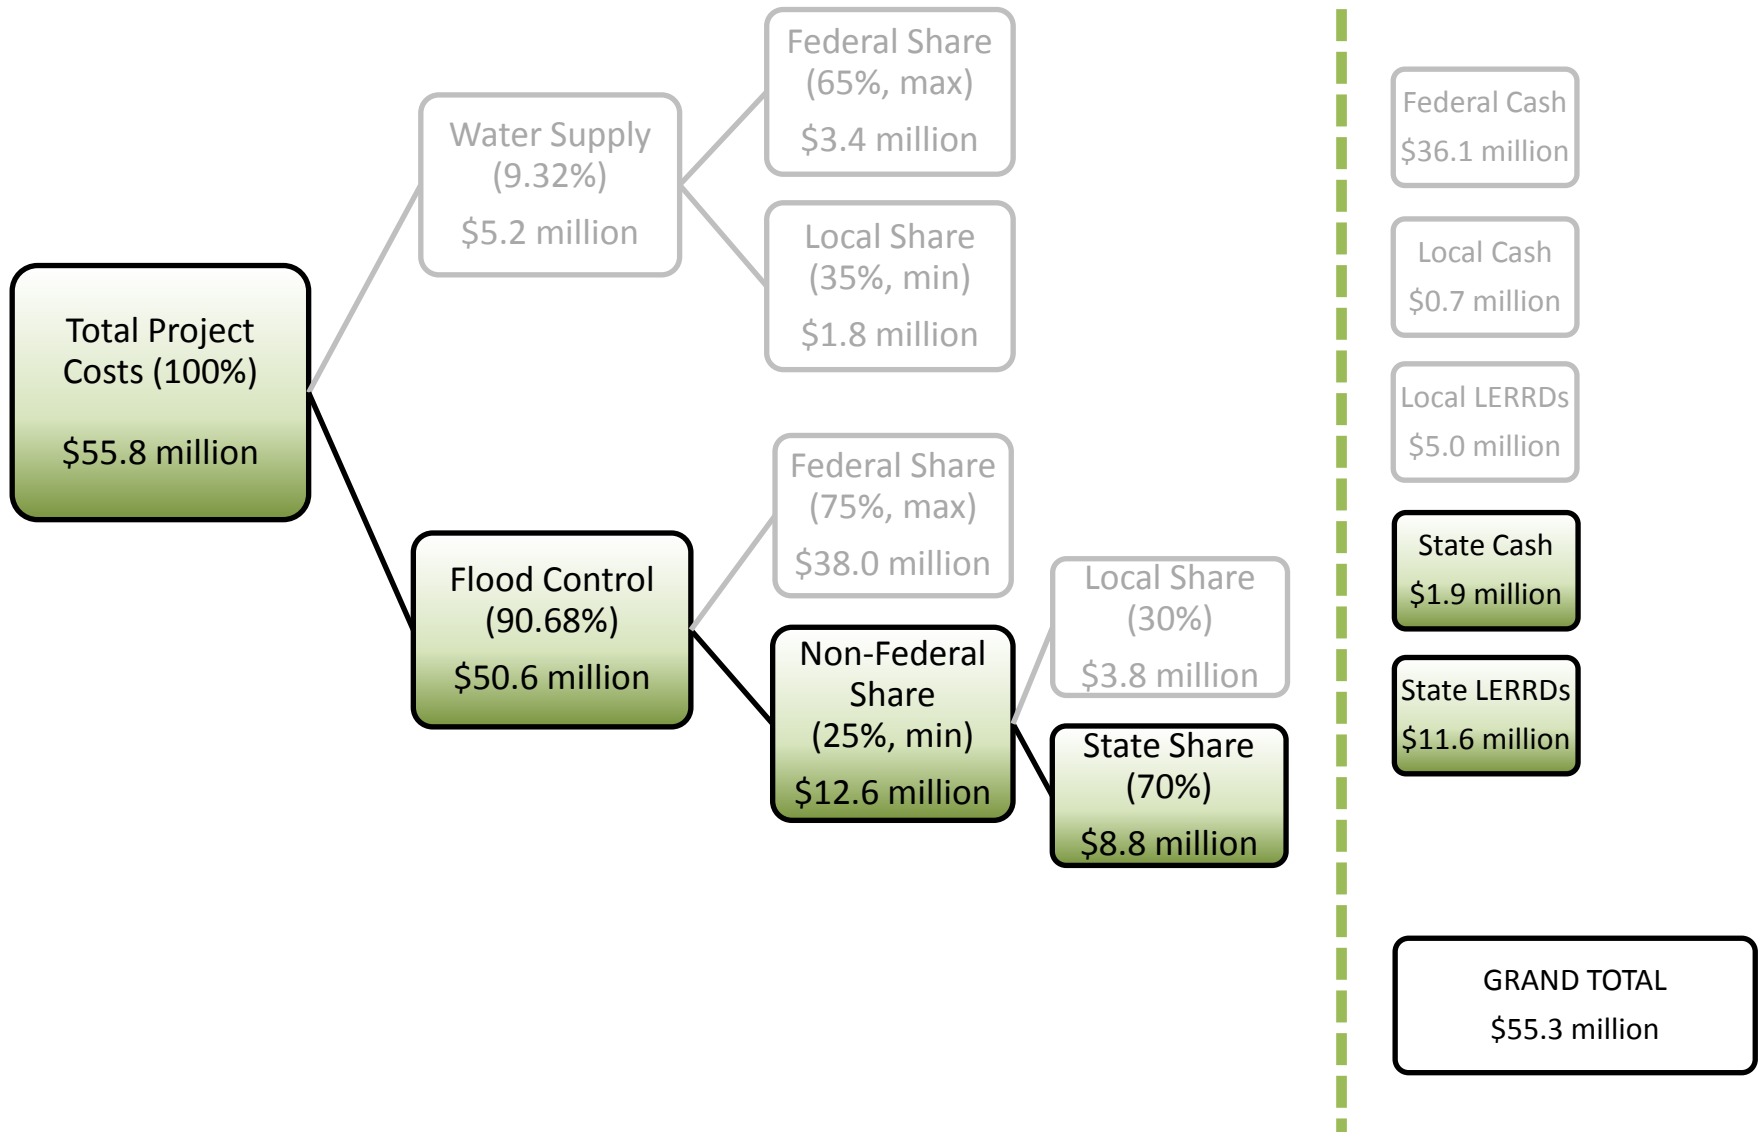 Total Project
Costs (100%)
$55.8 million
Water Supply
(9.32%)
$5.2 million
Federal Share
(65%, max)
$3.4 million
Local Share
(35%, min)
$1.8 million
Flood Control
(90.68%)
$50.6 million
Federal Share
(75%, max)
$38.0 million
Non-Federal
Share
(25%, min)
$12.6 million
Local Share
(30%)
$3.8 million
State Share
(70%)
$8.8 million
Federal Cash
$36.1 million
Local Cash
$0.7 million
Local LERRDs
$5.0 million
State Cash
$1.9 million
State LERRDs
$11.6 million
GRAND TOTAL
$55.3 million